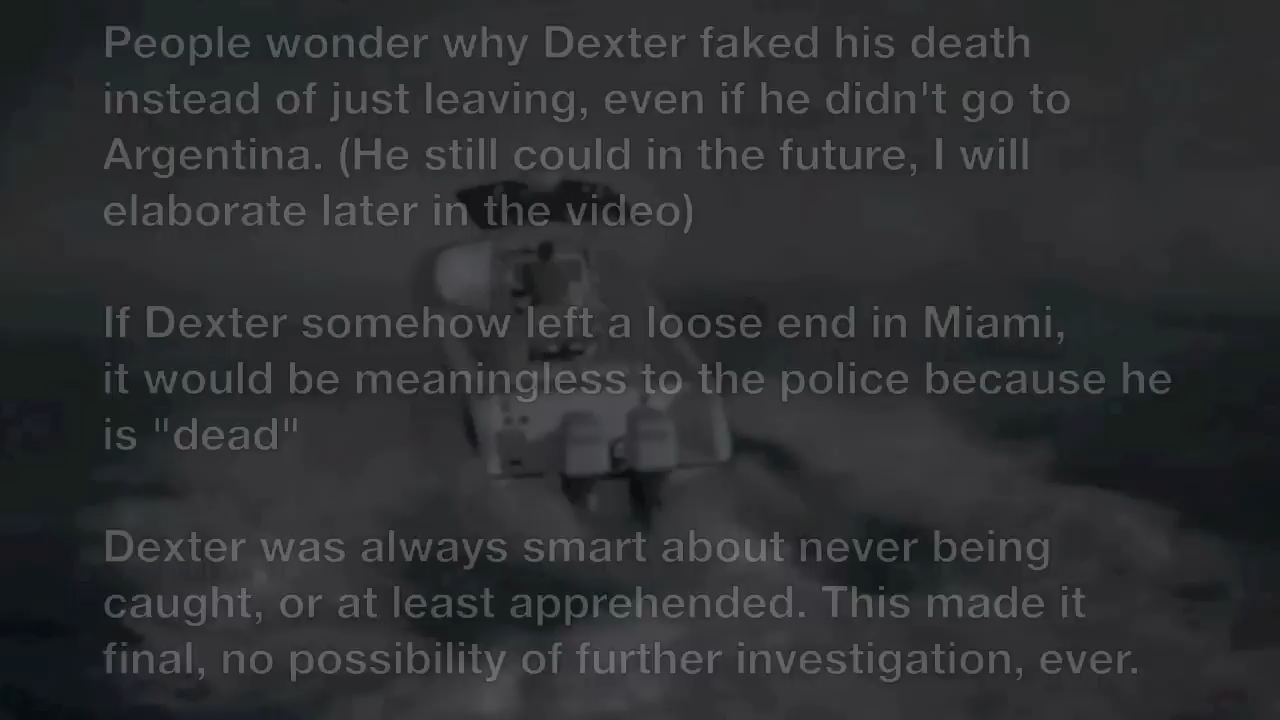 People wonder why Dexter faked his death
instead of just leaving, even if he didn't go to
Argentina. (He still could in the future, I will
elaborate later in the video)
If Dexter somehow left a loose end in Miami,
it would be meaningless to the police because he
is "dead"
Dexter was always smart about never being
caught, or at least apprehended. This made it
final, no possibility of further investigation, ever.